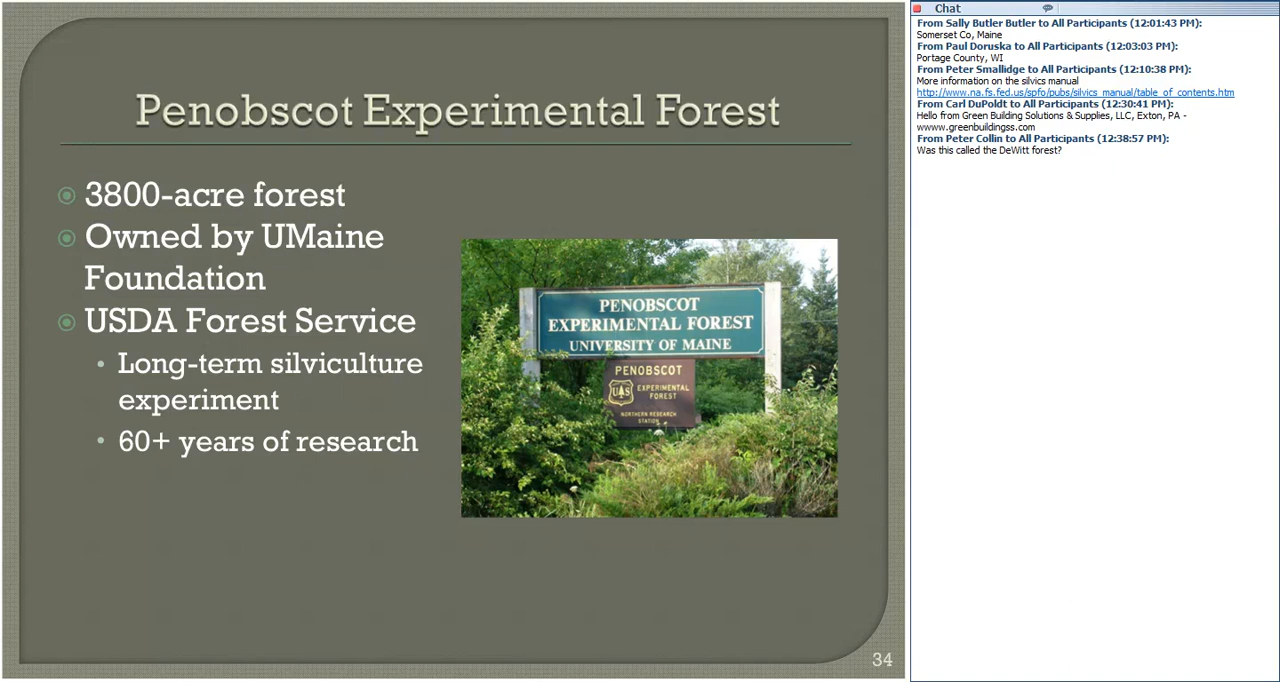 Penobscot Experimental Forest
3800-acre forest
Owned by UMaine
Foundation
USDA Forest Service
Long-term silviculture
experiment
60+ years of research
PENOBSCOT
EXPERIMENTAL FOREST
UNIVERSITY OF MAINE
PENOBSCOT
UAS
EXPERIMENTAL
FOREST
NORTHERN RESEARCH
STATION
34
Chat
From Sally Butler Butler to All Participants (12:01:43 PM):
Somerset Co, Maine
From Paul Doruska to All Participants (12:03:03 PM):
Portage County, WI
From Peter Smallidge to All Participants (12:10:38 PM):
More information on the silvics manual
http://www.na.fs.fed.us/spfo/pubs/silvics_manual/table_of_contents.htm
From Carl DuPoldt to All Participants (12:30:41 PM):
Hello from Green Building Solutions & Supplies, LLC, Exton, PA -
wwww.greenbuildingss.com
From Peter Collin to All Participants (12:38:57 PM):
Was this called the DeWitt forest?